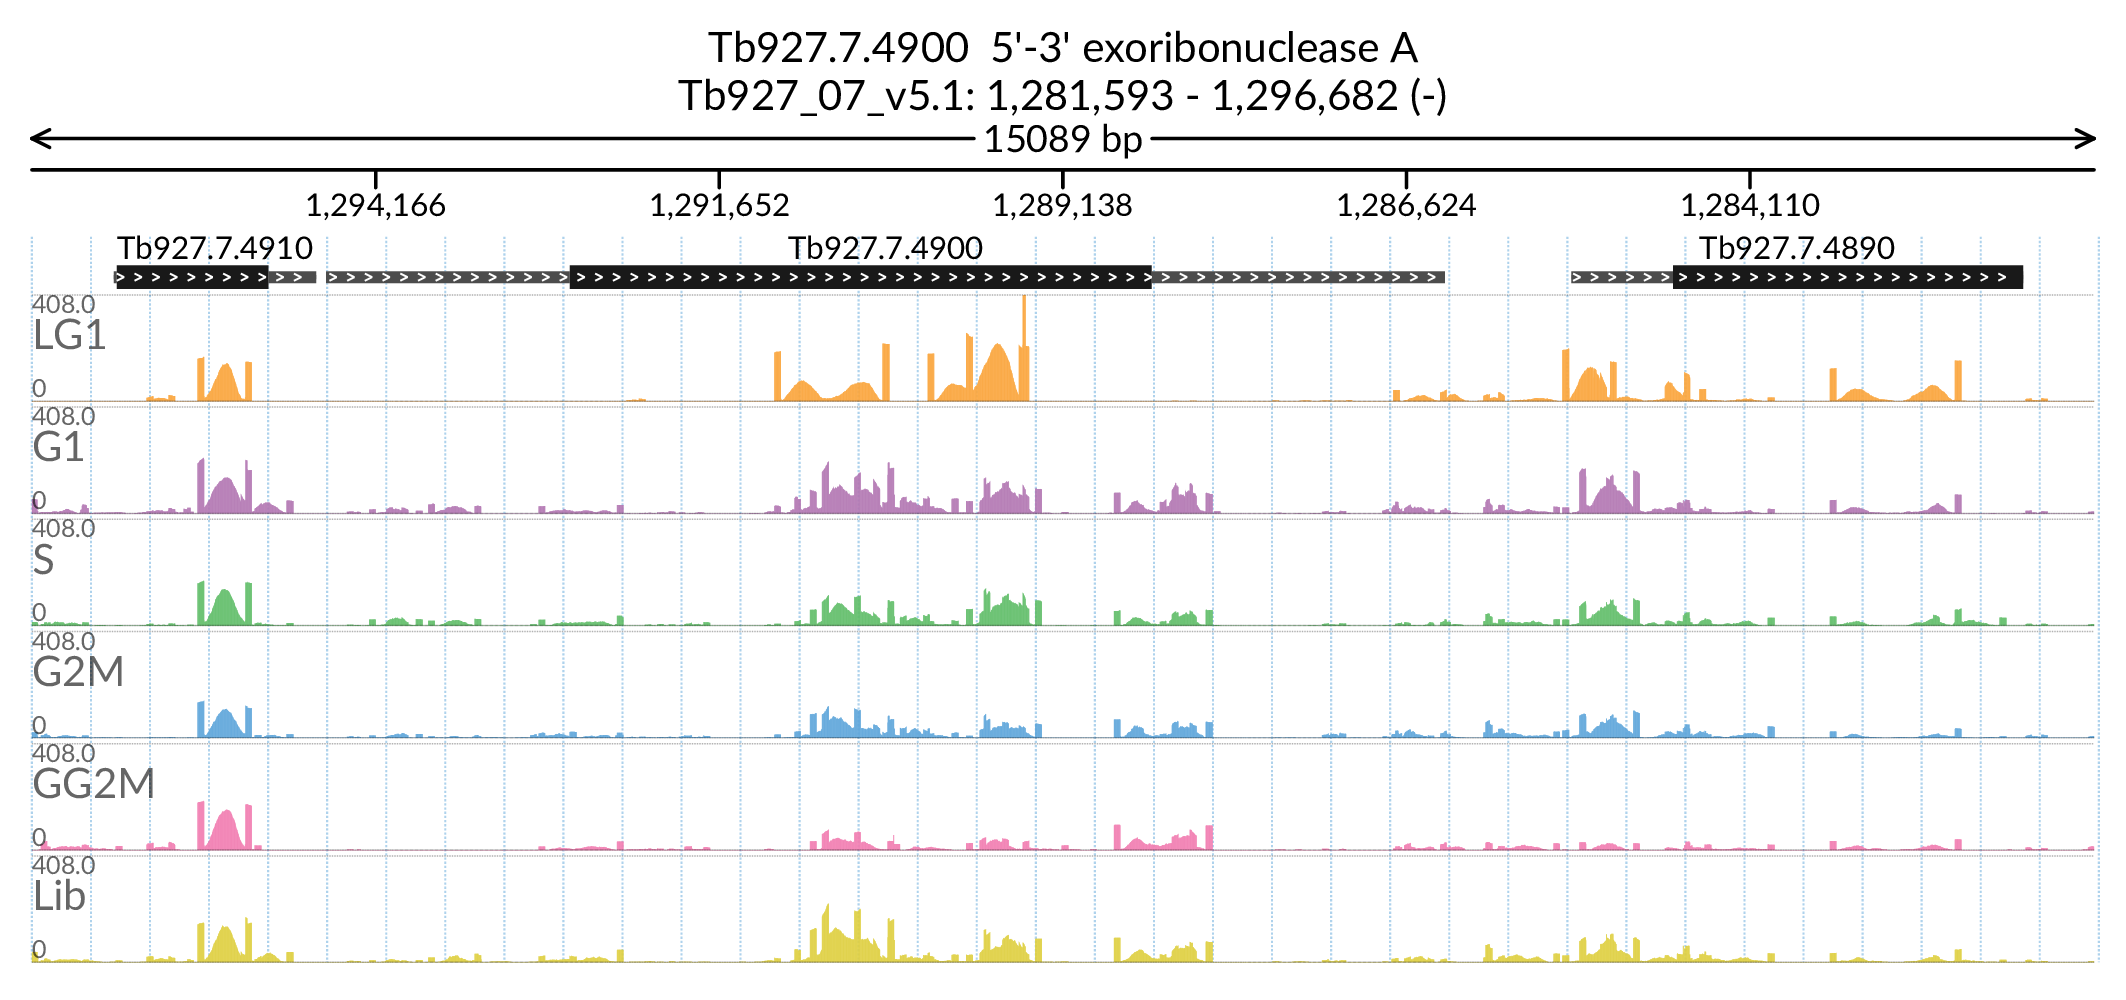 Tb927.7.4900 5'-3' exoribonuclease A
Tb927_07_v5.1: 1,281,593 - 1,296,682 (-)
15089 bp
1,294,166 1,291,652 1,289,138 1,286,624 1,284,110
Tb927.7.4910 Tb927.7.4900 Tb927.7.4890
408.0
LG1
0
408.0
G1
0
408.0
S
0
408.0
G2M
0
408.0
GG2M
0
408.0
Lib
0